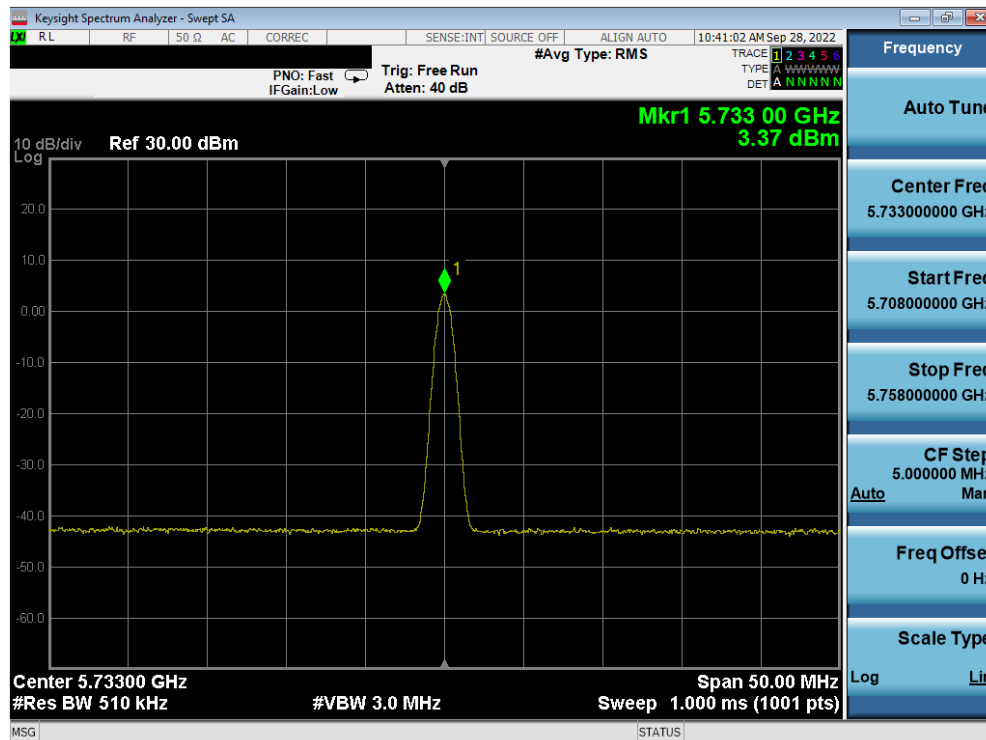 Keysight Spectrum Analyzer - Swept SA
LXI RL RF 50 Ω AC CORREC SENSE:INT SOURCE OFF ALIGN AUTO 10:41:02 AM Sep 28, 2022
#Avg Type: RMS
TRACE 1 2 3 4 5 6
TYPE A WWWWW
DET A N N N N N
PNO: Fast
IFGain:Low
Trig: Free Run
Atten: 40 dB
Mkr1 5.733 00 GHz
3.37 dBm
10 dB/div
Log
Ref 30.00 dBm
20.0
10.0
0.00
-10.0
-20.0
-30.0
-40.0
-50.0
-60.0
1
Center 5.73300 GHz
Span 50.00 MHz
#Res BW 510 kHz
#VBW 3.0 MHz
Sweep 1.000 ms (1001 pts)
MSG
STATUS
Frequency
Auto Tune
Center Freq
5.733000000 GHz
Start Freq
5.708000000 GHz
Stop Freq
5.758000000 GHz
CF Step
5.000000 MHz
Auto Man
Freq Offset
0 Hz
Scale Type
Log Lin